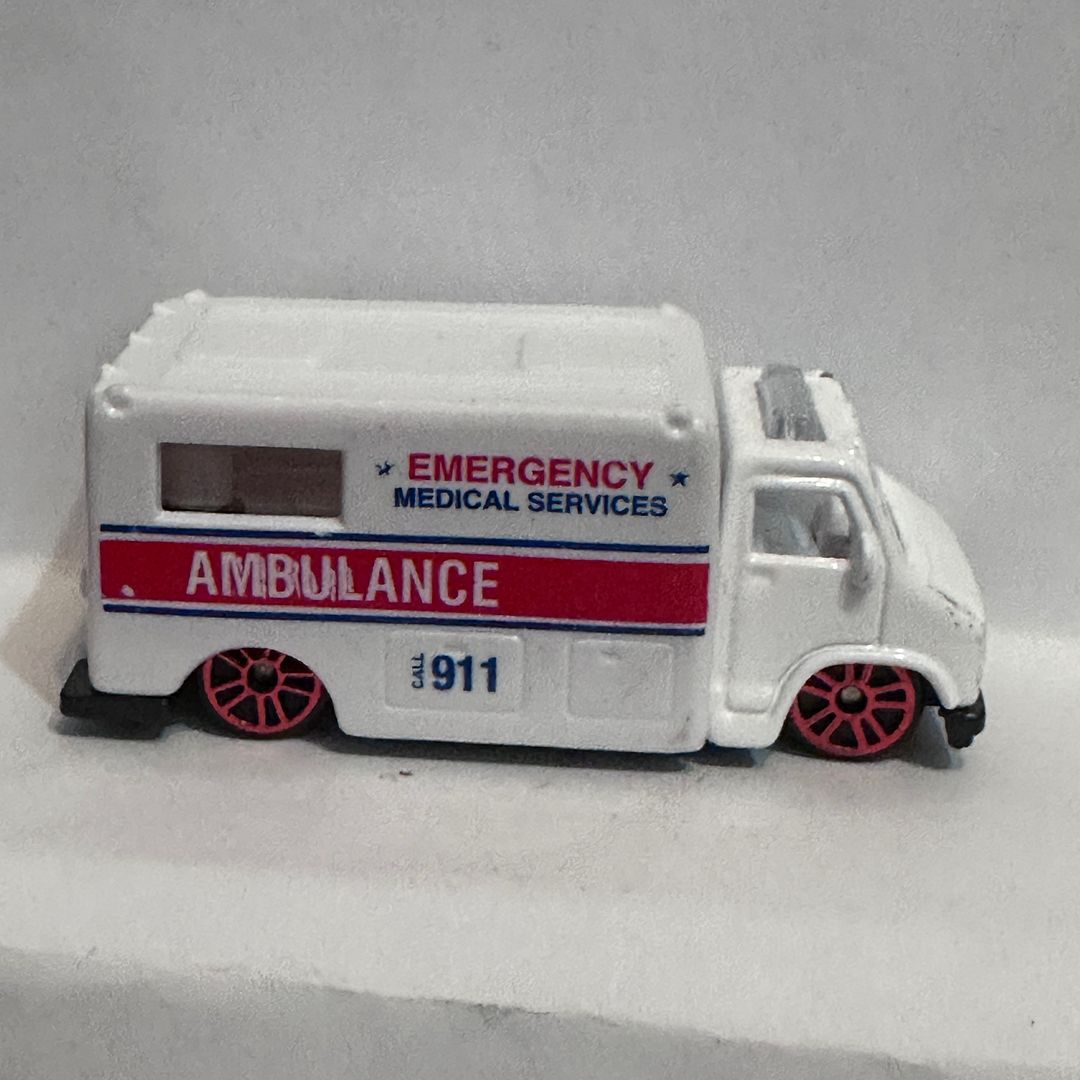 EMERGENCY
MEDICAL SERVICES
AMBULANCE
CALL 911